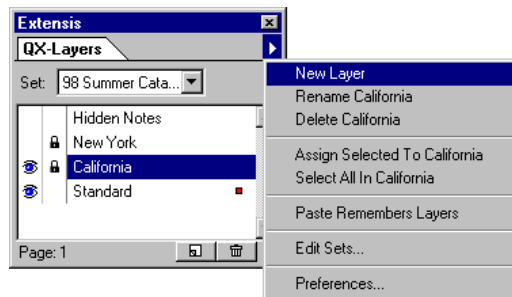 Extensis
QX-Layers
Set: 98 Summer Cata...
Hidden Notes
New York
California
Standard
Page: 1
New Layer
Rename California
Delete California
Assign Selected To California
Select All In California
Paste Remembers Layers
Edit Sets...
Preferences...